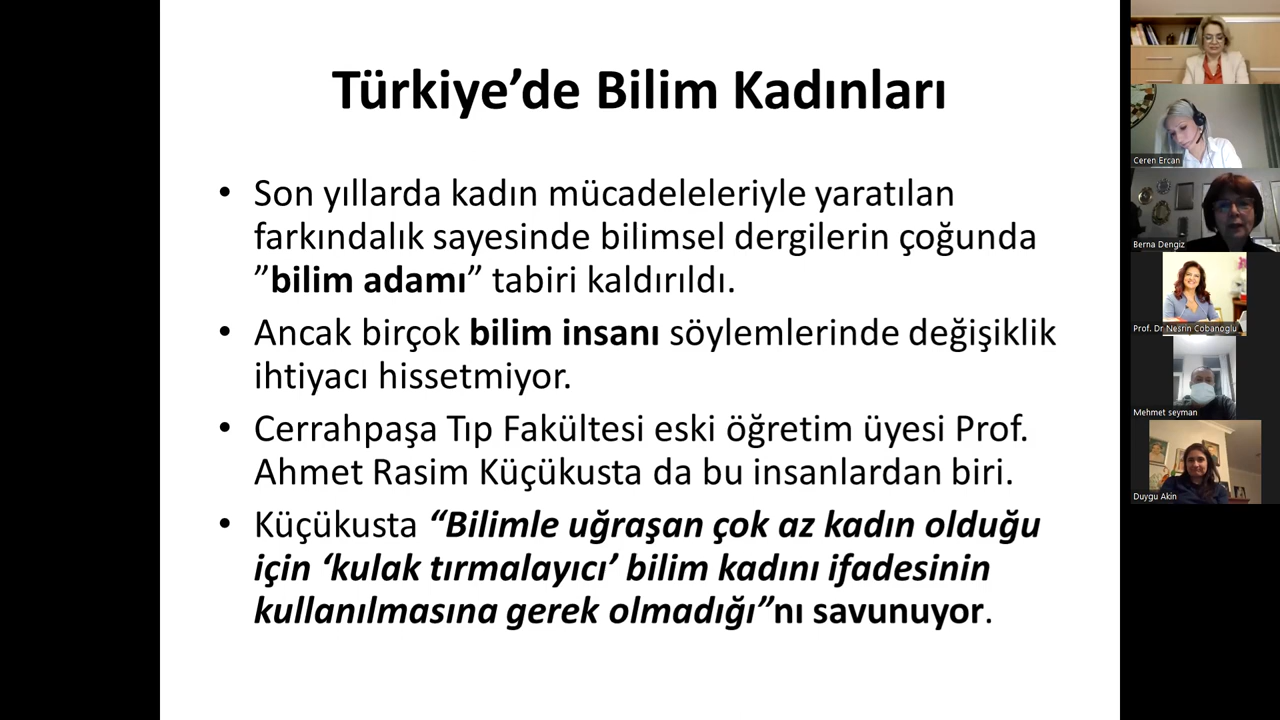 Türkiye’de Bilim Kadınları
• Son yıllarda kadın mücadeleleriyle yaratılan
farkındalık sayesinde bilimsel dergilerin çoğunda
”bilim adamı” tabiri kaldırıldı.
• Ancak birçok bilim insanı söylemlerinde değişiklik
ihtiyacı hissetmiyor.
• Cerrahpaşa Tıp Fakültesi eski öğretim üyesi Prof.
Ahmet Rasim Küçükusta da bu insanlardan biri.
• Küçükusta “Bilimle uğraşan çok az kadın olduğu
için ‘kulak tırmalayıcı’ bilim kadını ifadesinin
kullanılmasına gerek olmadığı”nı savunuyor.
Ceren Ercan
Berna Dengiz
Prof. Dr Nesrin Cobanoglu
Mehmet seyman
Duygu Akin